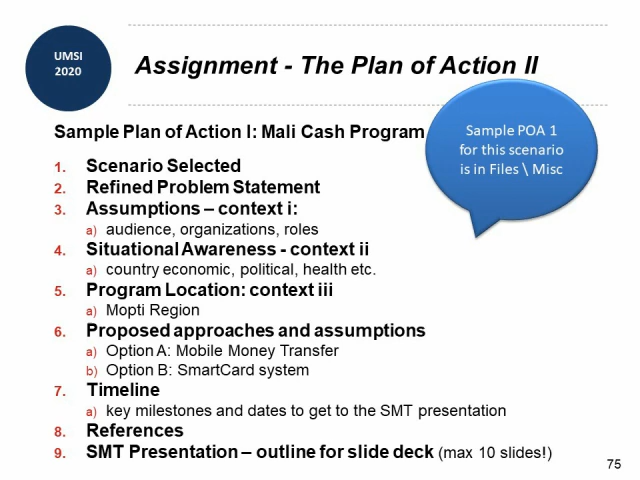 UMSI
2020
Assignment - The Plan of Action II
Sample Plan of Action I: Mali Cash Program
Sample POA 1
for this scenario
is in Files \ Misc
1. Scenario Selected
2. Refined Problem Statement
3. Assumptions – context i:
a) audience, organizations, roles
4. Situational Awareness - context ii
a) country economic, political, health etc.
5. Program Location: context iii
a) Mopti Region
6. Proposed approaches and assumptions
a) Option A: Mobile Money Transfer
b) Option B: SmartCard system
7. Timeline
a) key milestones and dates to get to the SMT presentation
8. References
9. SMT Presentation – outline for slide deck (max 10 slides!)
75